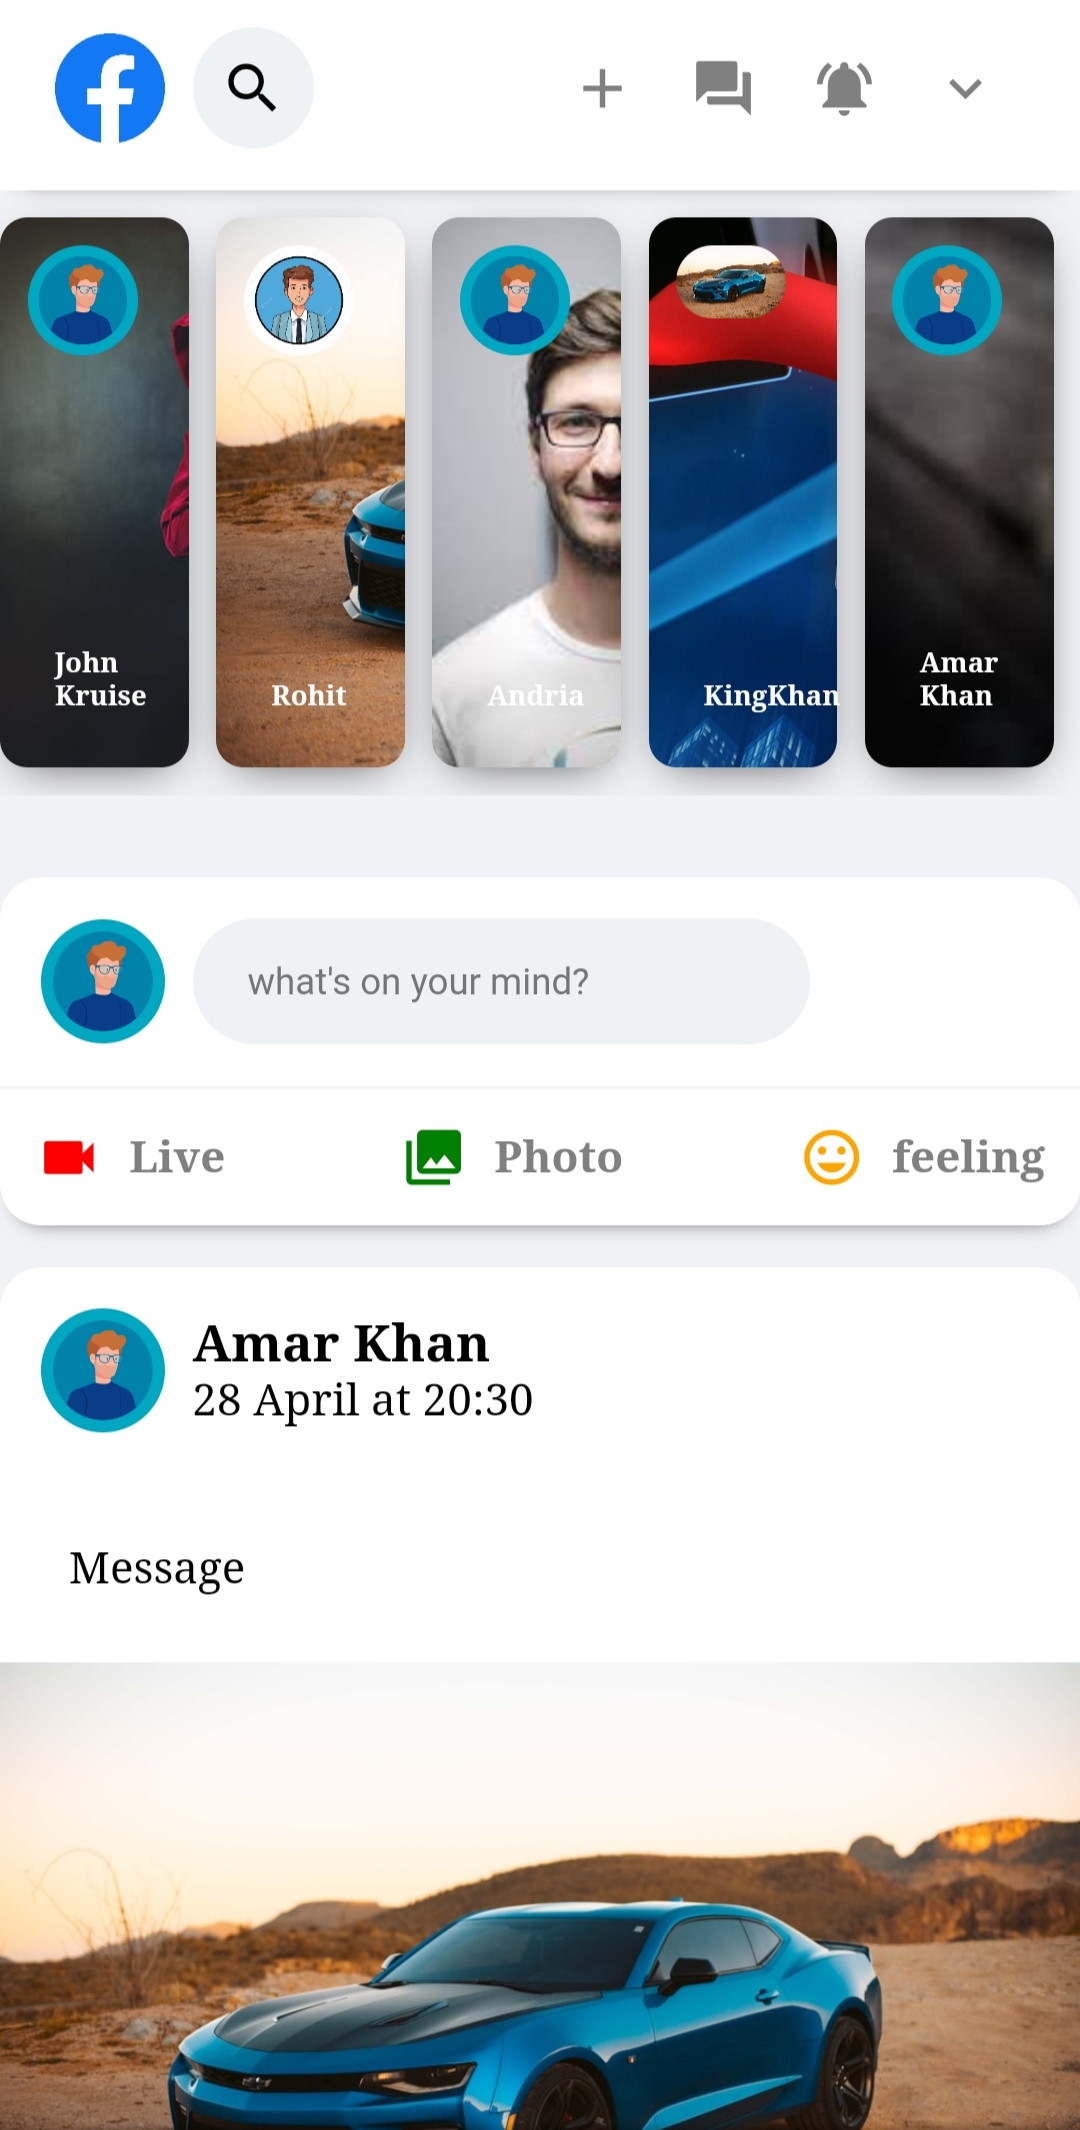 John
Kruise
Rohit
Andria
KingKhan
Amar
Khan
what's on your mind?
Live
Photo
feeling
Amar Khan
28 April at 20:30
Message